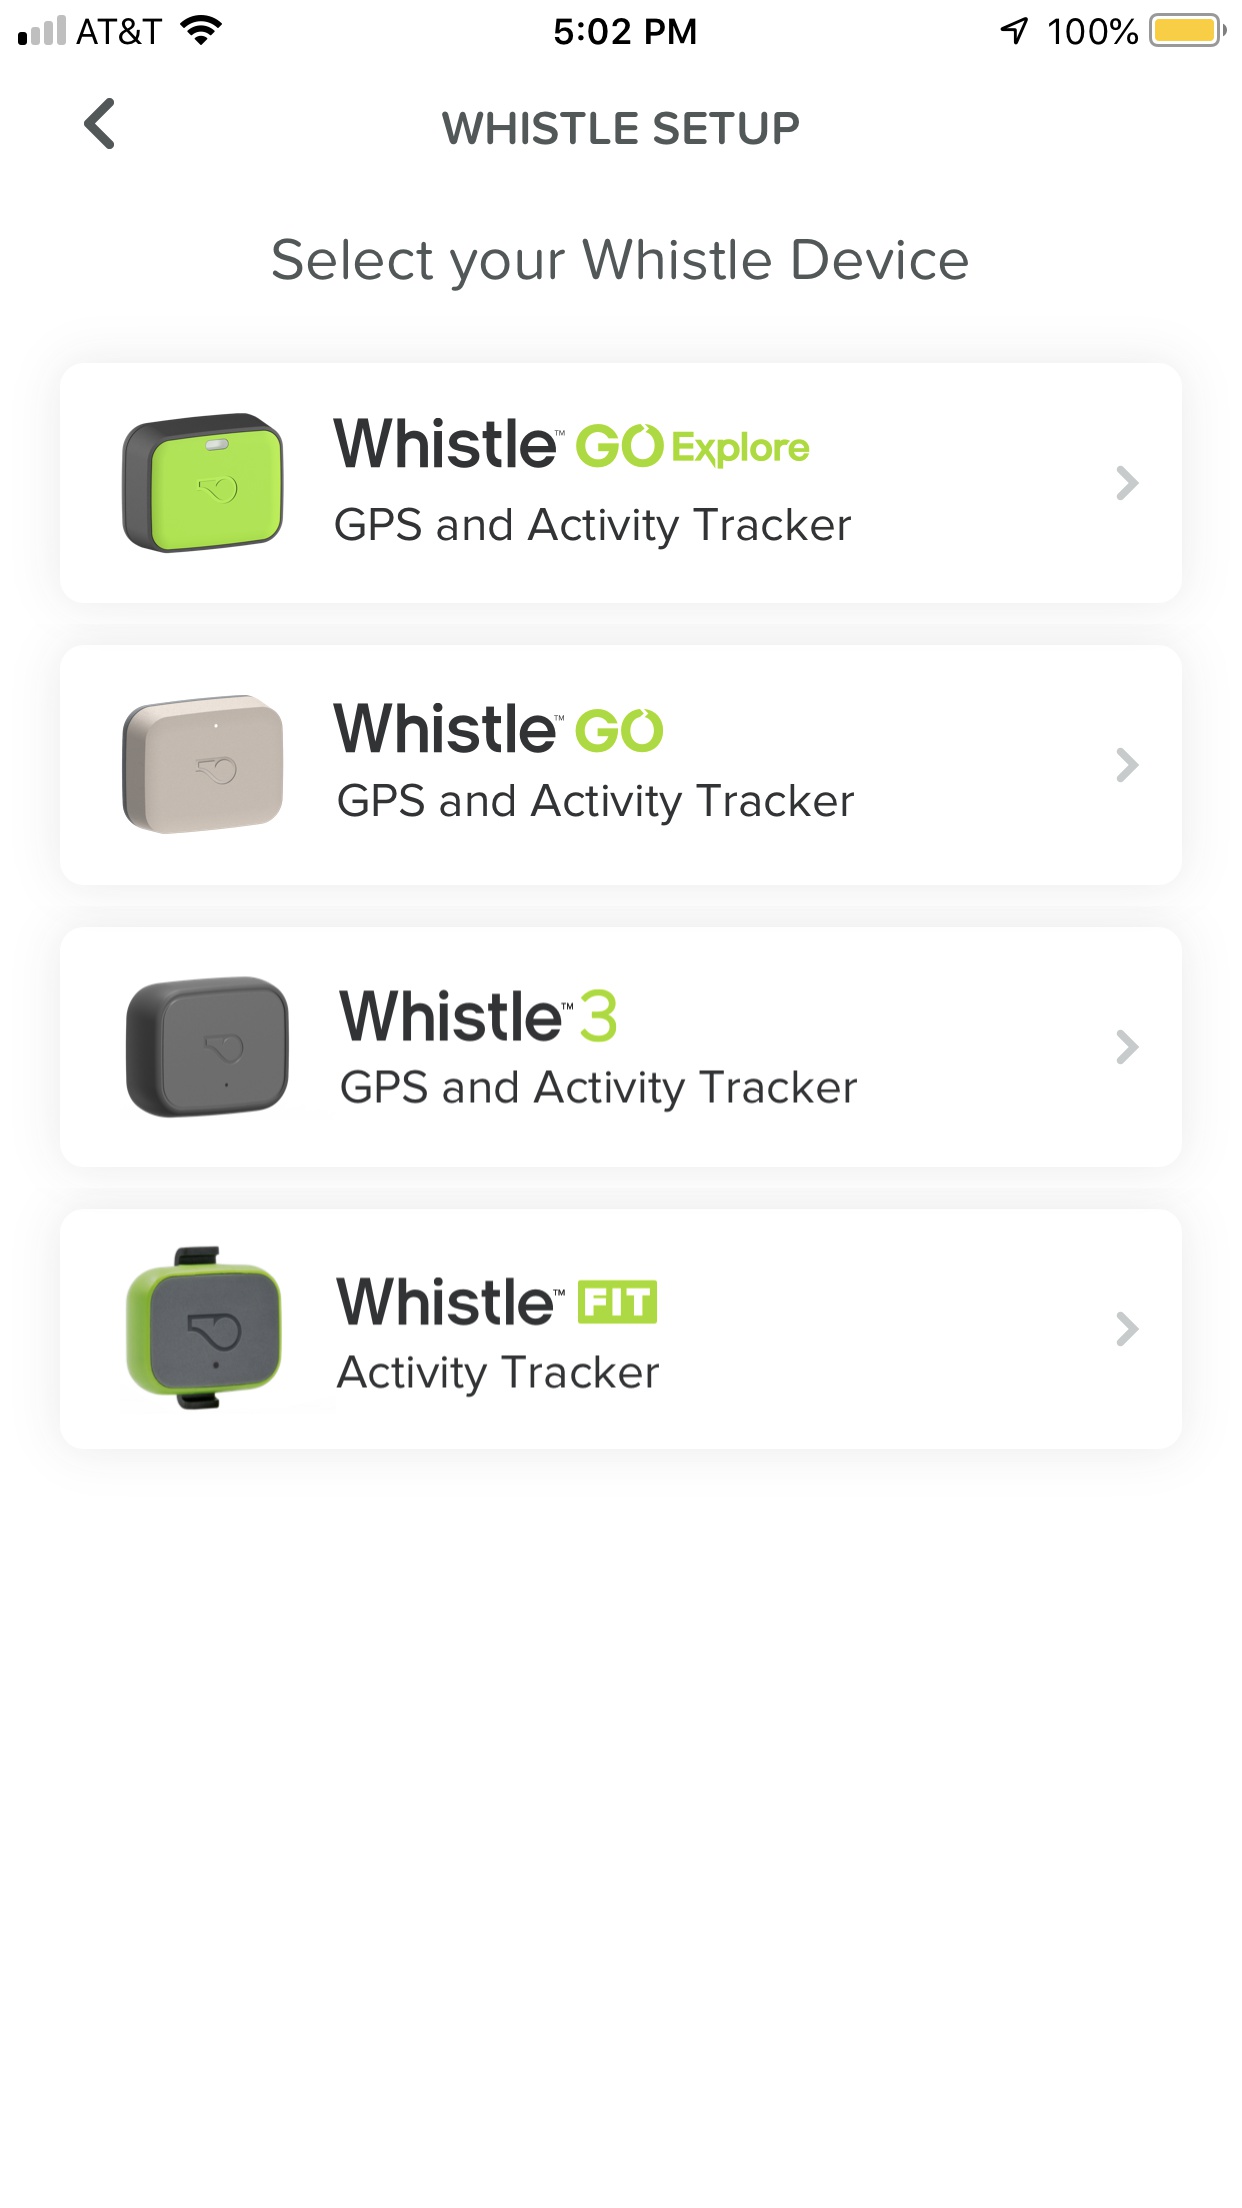 AT&T 5:02 PM 100%
WHISTLE SETUP
Select your Whistle Device
Whistle™ GO Explore
GPS and Activity Tracker
Whistle™ GO
GPS and Activity Tracker
Whistle™ 3
GPS and Activity Tracker
Whistle™ FIT
Activity Tracker